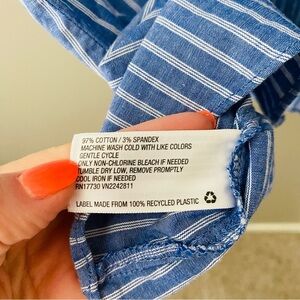 97% COTTON / 3% SPANDEX
MACHINE WASH COLD WITH LIKE COLORS
GENTLE CYCLE
ONLY NON-CHLORINE BLEACH IF NEEDED
TUMBLE DRY LOW, REMOVE PROMPTLY
COOL IRON IF NEEDED
RN17730 VN2242811
LABEL MADE FROM 100% RECYCLED PLASTIC